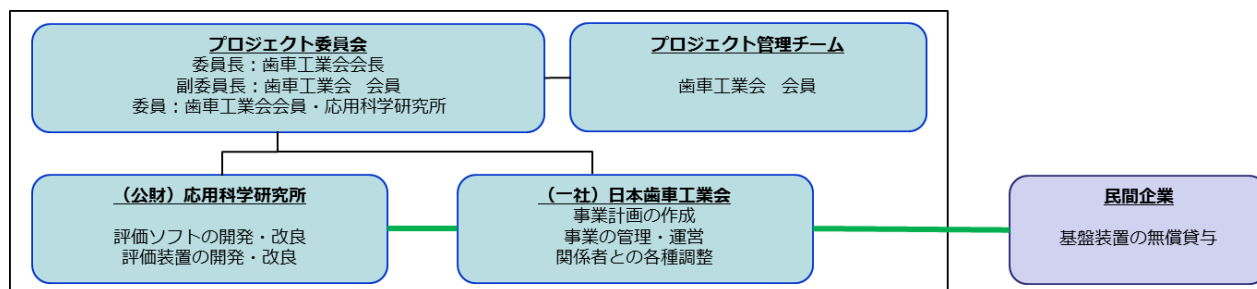 プロジェクト委員会
委員長：歯車工業会会長
副委員長：歯車工業会　会員
委員：歯車工業会会員・応用科学研究所
プロジェクト管理チーム
歯車工業会　会員
（公財）応用科学研究所
評価ソフトの開発・改良
評価装置の開発・改良
（一社）日本歯車工業会
事業計画の作成
事業の管理・運営
関係者との各種調整
民間企業
基盤装置の無償貸与